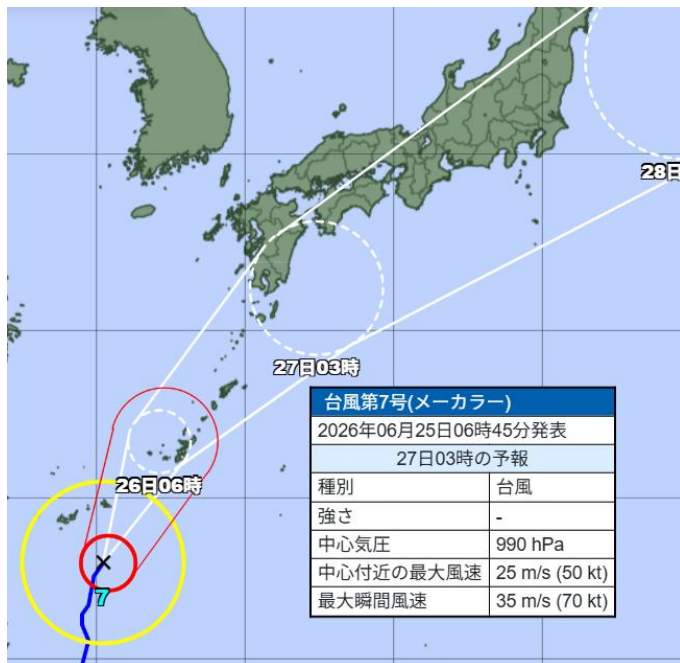 28日
27日03時
26日06時
7
台風第7号(メーカラー)
2026年06月25日06時45分発表
27日03時の予報
種別 台風
強さ -
中心気圧 990 hPa
中心付近の最大風速 25 m/s (50 kt)
最大瞬間風速 35 m/s (70 kt)